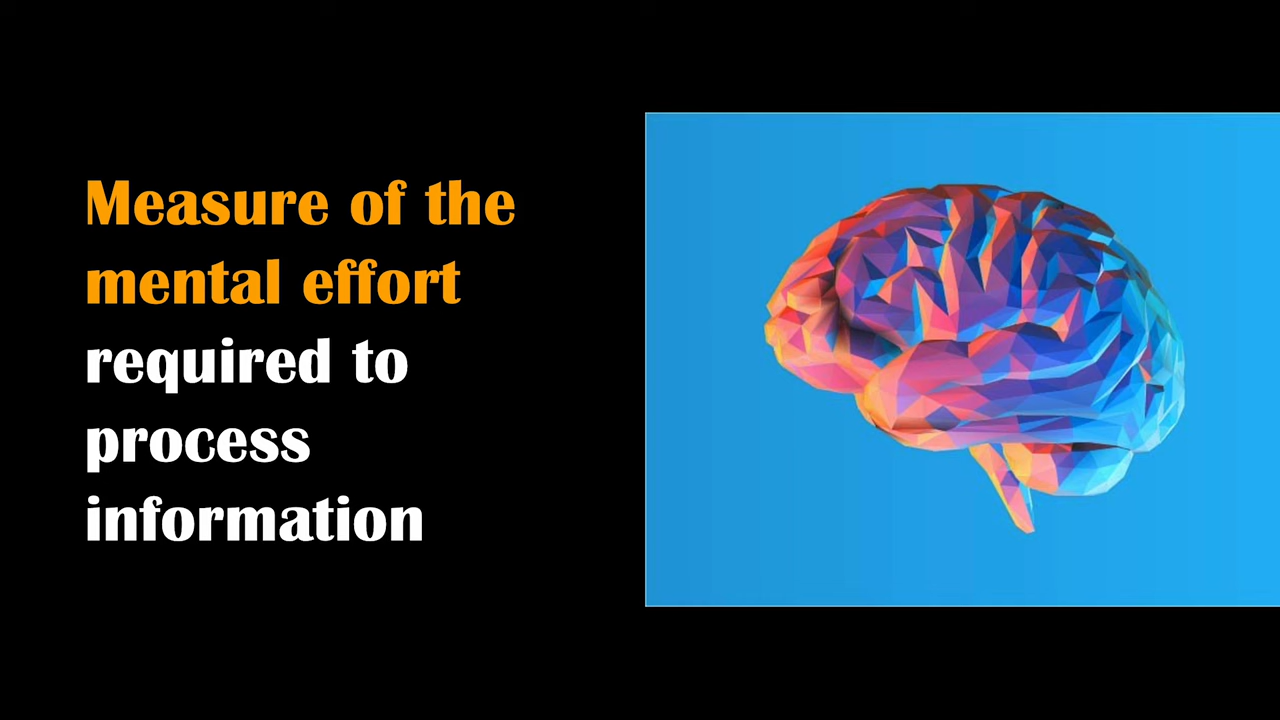 Measure of the
mental effort
required to
process
information